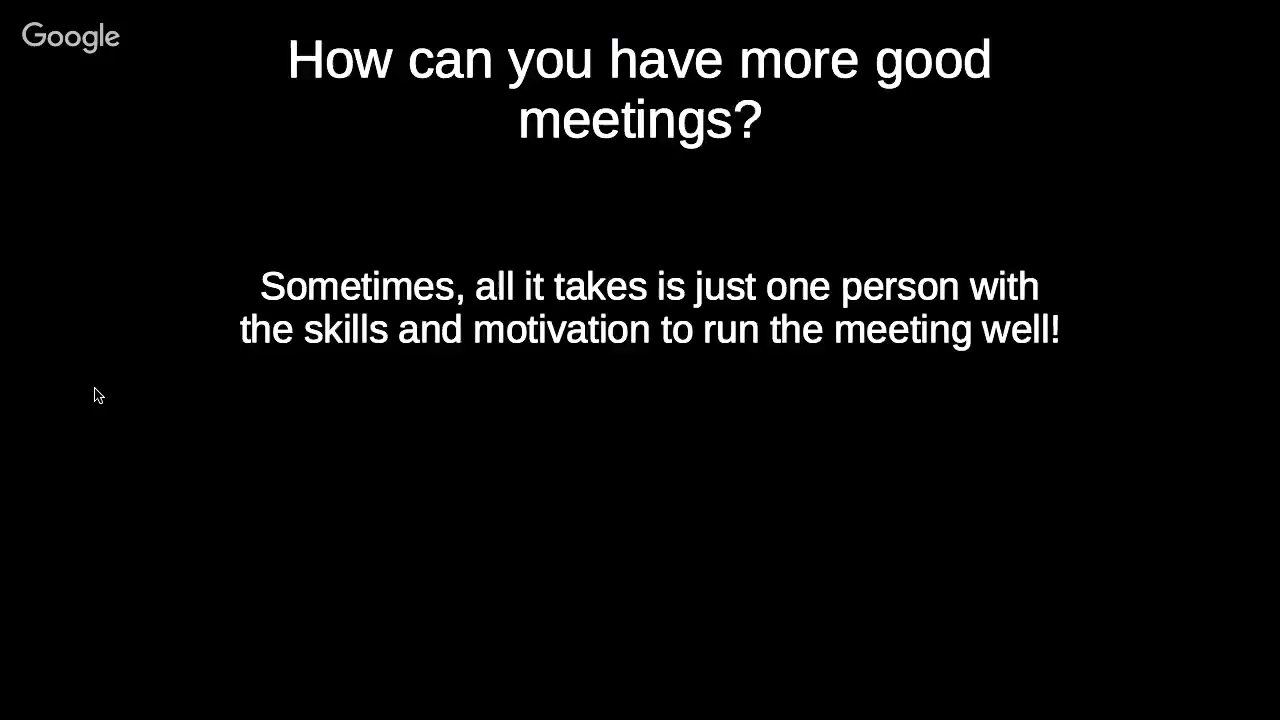 Google
How can you have more good
meetings?
Sometimes, all it takes is just one person with
the skills and motivation to run the meeting well!